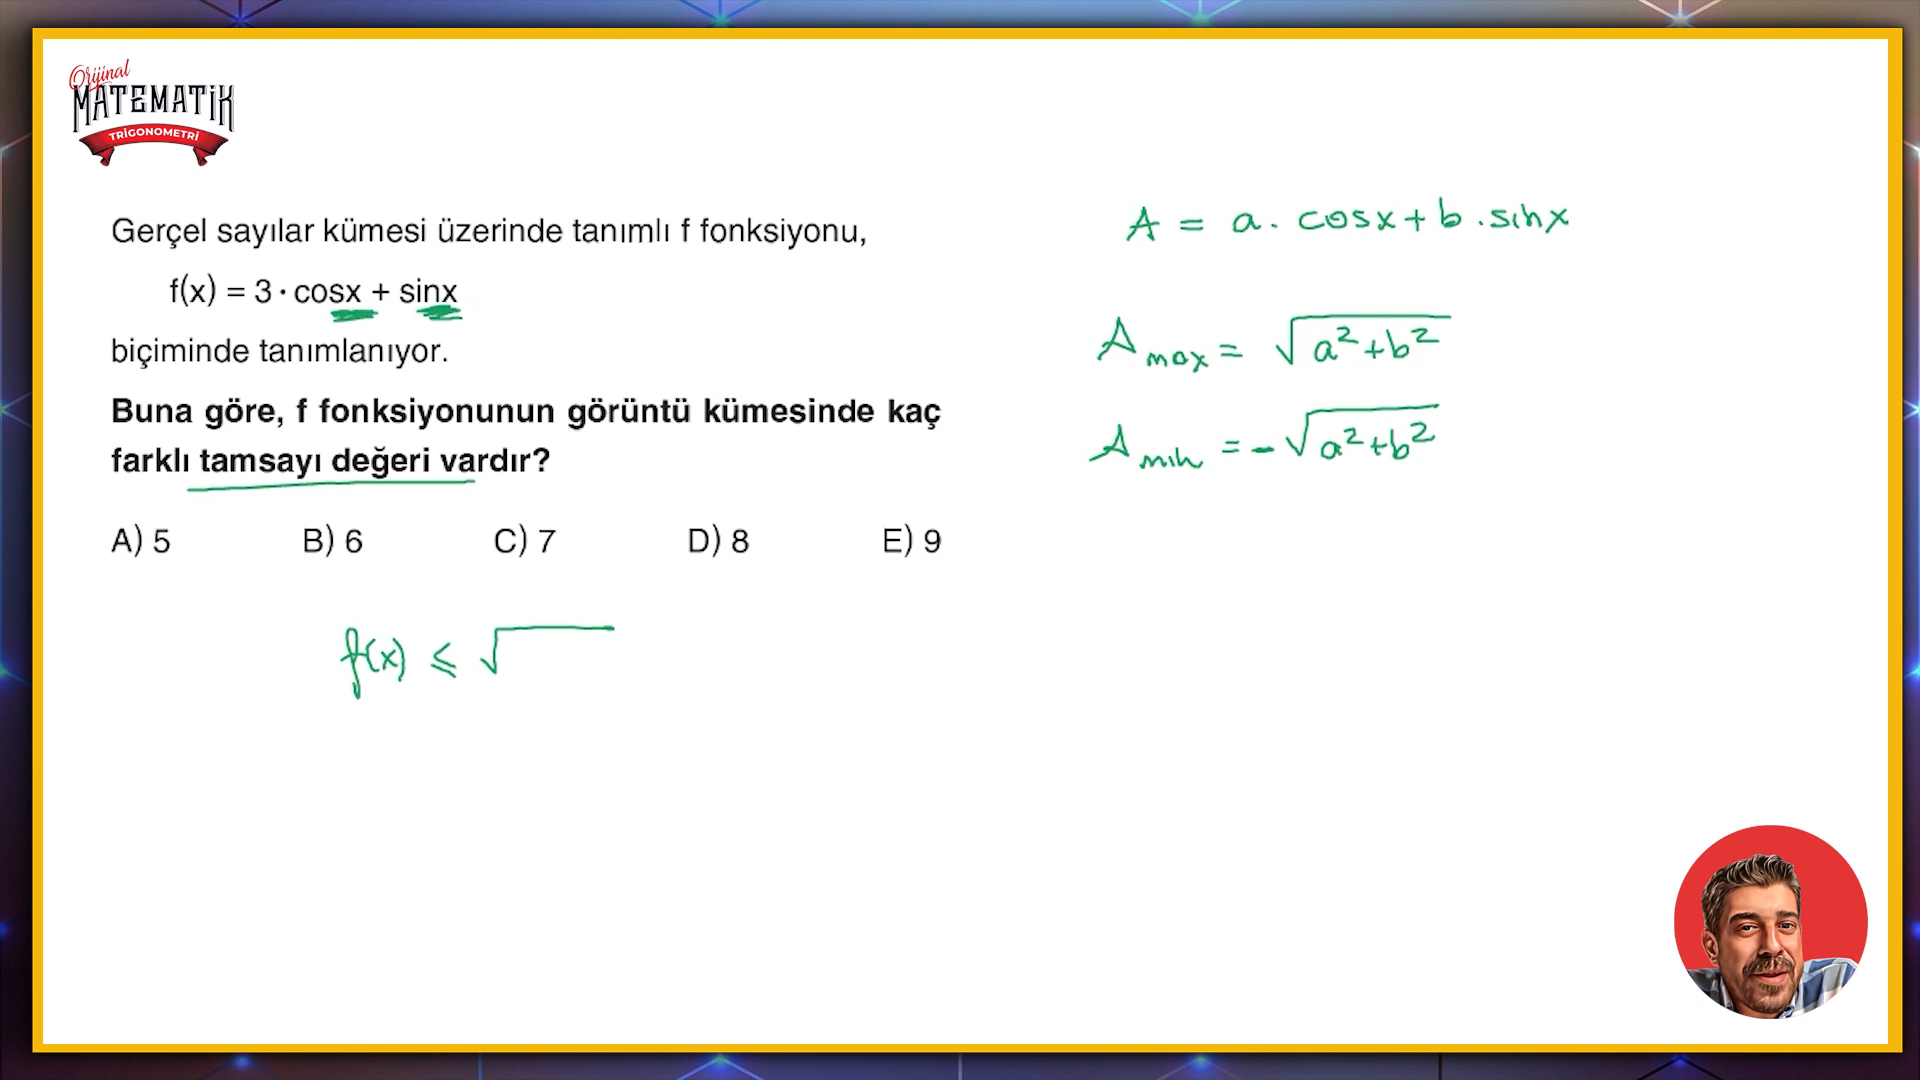 Orijinal
MATEMATİK
TRİGONOMETRİ
Gerçel sayılar kümesi üzerinde tanımlı f fonksiyonu,
f(x) = 3 · cosx + sinx
biçiminde tanımlanıyor.
Buna göre, f fonksiyonunun görüntü kümesinde kaç
farklı tamsayı değeri vardır?
A) 5 B) 6 C) 7 D) 8 E) 9
f(x) ≤ √
A = a. cosx + b . sinx
Amax = √a²+b²
Amin = -√a²+b²